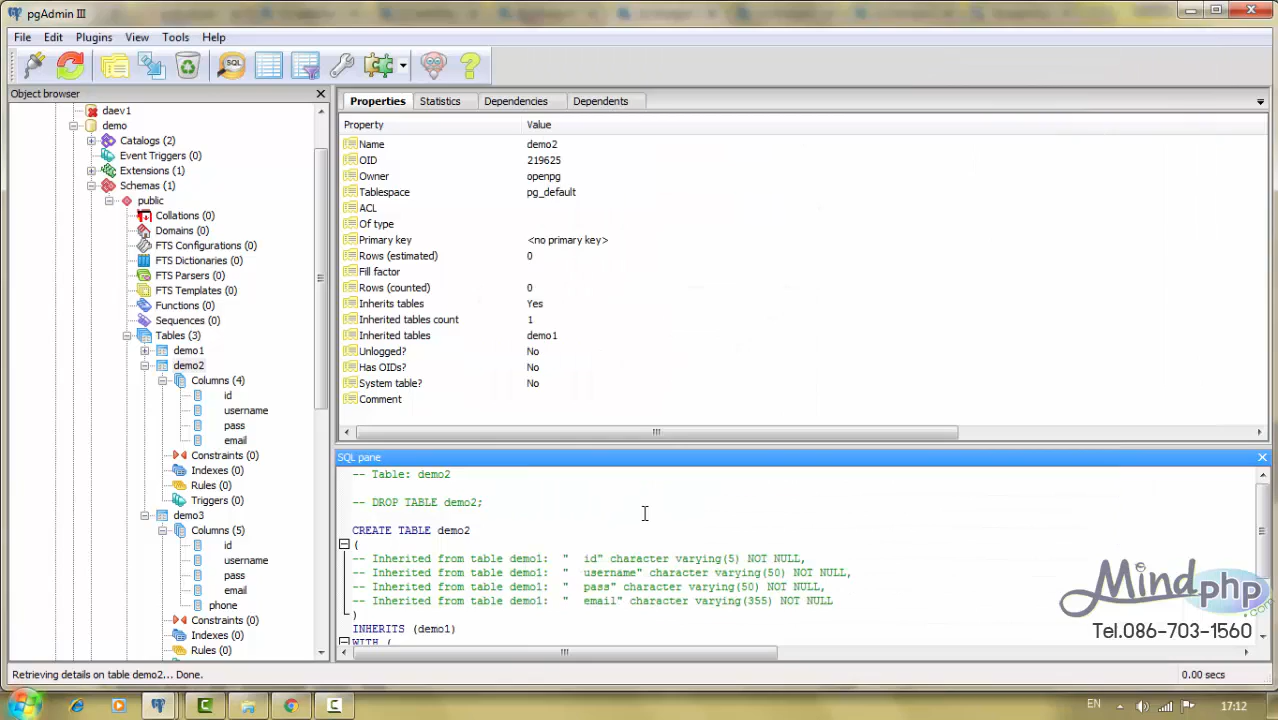 pgAdmin III
File Edit Plugins View Tools Help
SQL
Object browser
daev1
demo
Catalogs (2)
Event Triggers (0)
Extensions (1)
Schemas (1)
public
Collations (0)
Domains (0)
FTS Configurations (0)
FTS Dictionaries (0)
FTS Parsers (0)
FTS Templates (0)
Functions (0)
Sequences (0)
Tables (3)
demo1
demo2
Columns (4)
id
username
pass
email
Constraints (0)
Indexes (0)
Rules (0)
Triggers (0)
demo3
Columns (5)
id
username
pass
email
phone
Constraints (0)
Indexes (0)
Rules (0)
Properties Statistics Dependencies Dependents
Property Value
Name demo2
OID 219625
Owner openpg
Tablespace pg_default
ACL
Of type
Primary key <no primary key>
Rows (estimated) 0
Fill factor
Rows (counted) 0
Inherits tables Yes
Inherited tables count 1
Inherited tables demo1
Unlogged? No
Has OIDs? No
System table? No
Comment
SQL pane
-- Table: demo2
-- DROP TABLE demo2;
CREATE TABLE demo2
(
-- Inherited from table demo1: " id" character varying(5) NOT NULL,
-- Inherited from table demo1: " username" character varying(50) NOT NULL,
-- Inherited from table demo1: " pass" character varying(50) NOT NULL,
-- Inherited from table demo1: " email" character varying(355) NOT NULL
)
INHERITS (demo1)
WITH (
Mindphp.com
Tel.086-703-1560
Retrieving details on table demo2... Done. 0.00 secs
EN 17:12